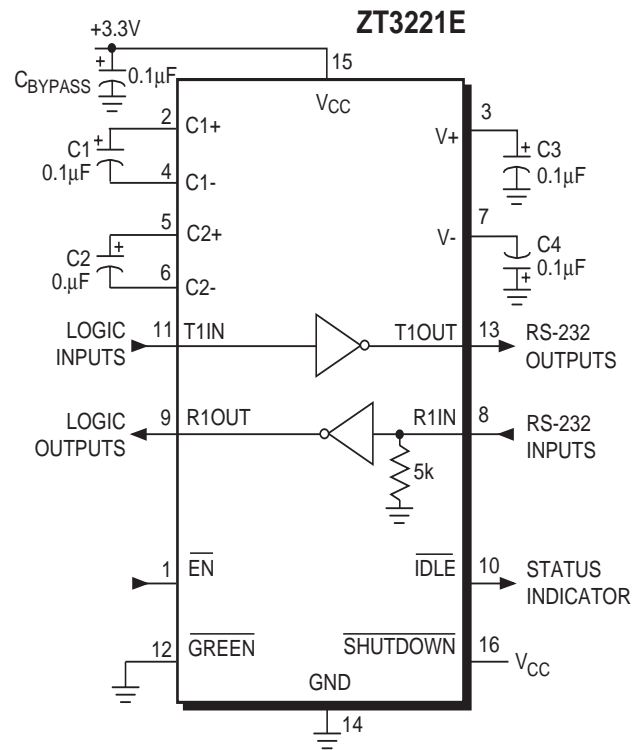 ZT3221E
+3.3V
+
CBYPASS
0.1µF
15
VCC
2
C1+
C1
+
0.1µF
4
C1-
5
C2+
C2
+
0.µF
6
C2-
3
V+
+
C3
0.1µF
7
V-
C4
0.1µF
+
LOGIC
INPUTS
11
T1IN
T1OUT
13
RS-232
OUTPUTS
LOGIC
OUTPUTS
9
R1OUT
R1IN
8
RS-232
INPUTS
5k
1
EN
IDLE
10
STATUS
INDICATOR
12
GREEN
SHUTDOWN
16
VCC
GND
14